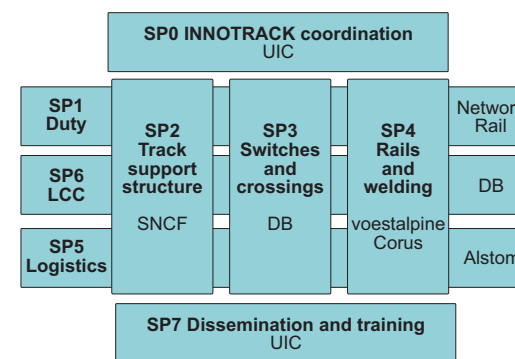 SP0 INNOTRACK coordination
UIC
SP1
Duty
SP2
Track
support
structure
SNCF
SP3
Switches
and
crossings
DB
SP4
Rails
and
welding
voestalpine
Corus
Network
Rail
SP6
LCC
DB
SP5
Logistics
Alstom
SP7 Dissemination and training
UIC